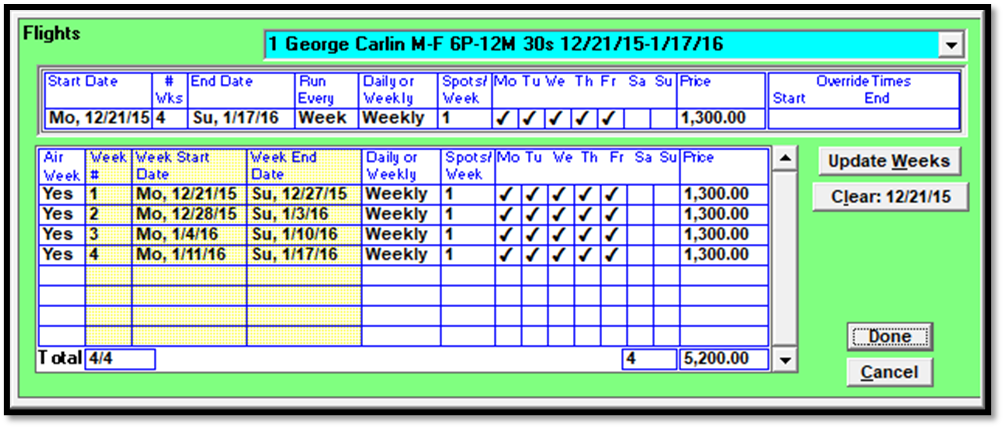 Flights
1 George Carlin M-F 6P-12M 30s 12/21/15-1/17/16
Start Date # Wks End Date Run Every Daily or Weekly Spots/ Week Mo Tu We Th Fr Sa Su Price Override Times Start End
Mo, 12/21/15 4 Su, 1/17/16 Week Weekly 1 ✓ ✓ ✓ ✓ ✓ 1,300.00
Air Week Week # Week Start Date Week End Date Daily or Weekly Spots/ Week Mo Tu We Th Fr Sa Su Price
Yes 1 Mo, 12/21/15 Su, 12/27/15 Weekly 1 ✓ ✓ ✓ ✓ ✓ 1,300.00
Yes 2 Mo, 12/28/15 Su, 1/3/16 Weekly 1 ✓ ✓ ✓ ✓ ✓ 1,300.00
Yes 3 Mo, 1/4/16 Su, 1/10/16 Weekly 1 ✓ ✓ ✓ ✓ ✓ 1,300.00
Yes 4 Mo, 1/11/16 Su, 1/17/16 Weekly 1 ✓ ✓ ✓ ✓ ✓ 1,300.00
Total 4/4 4 5,200.00
Update Weeks
Clear: 12/21/15
Done
Cancel